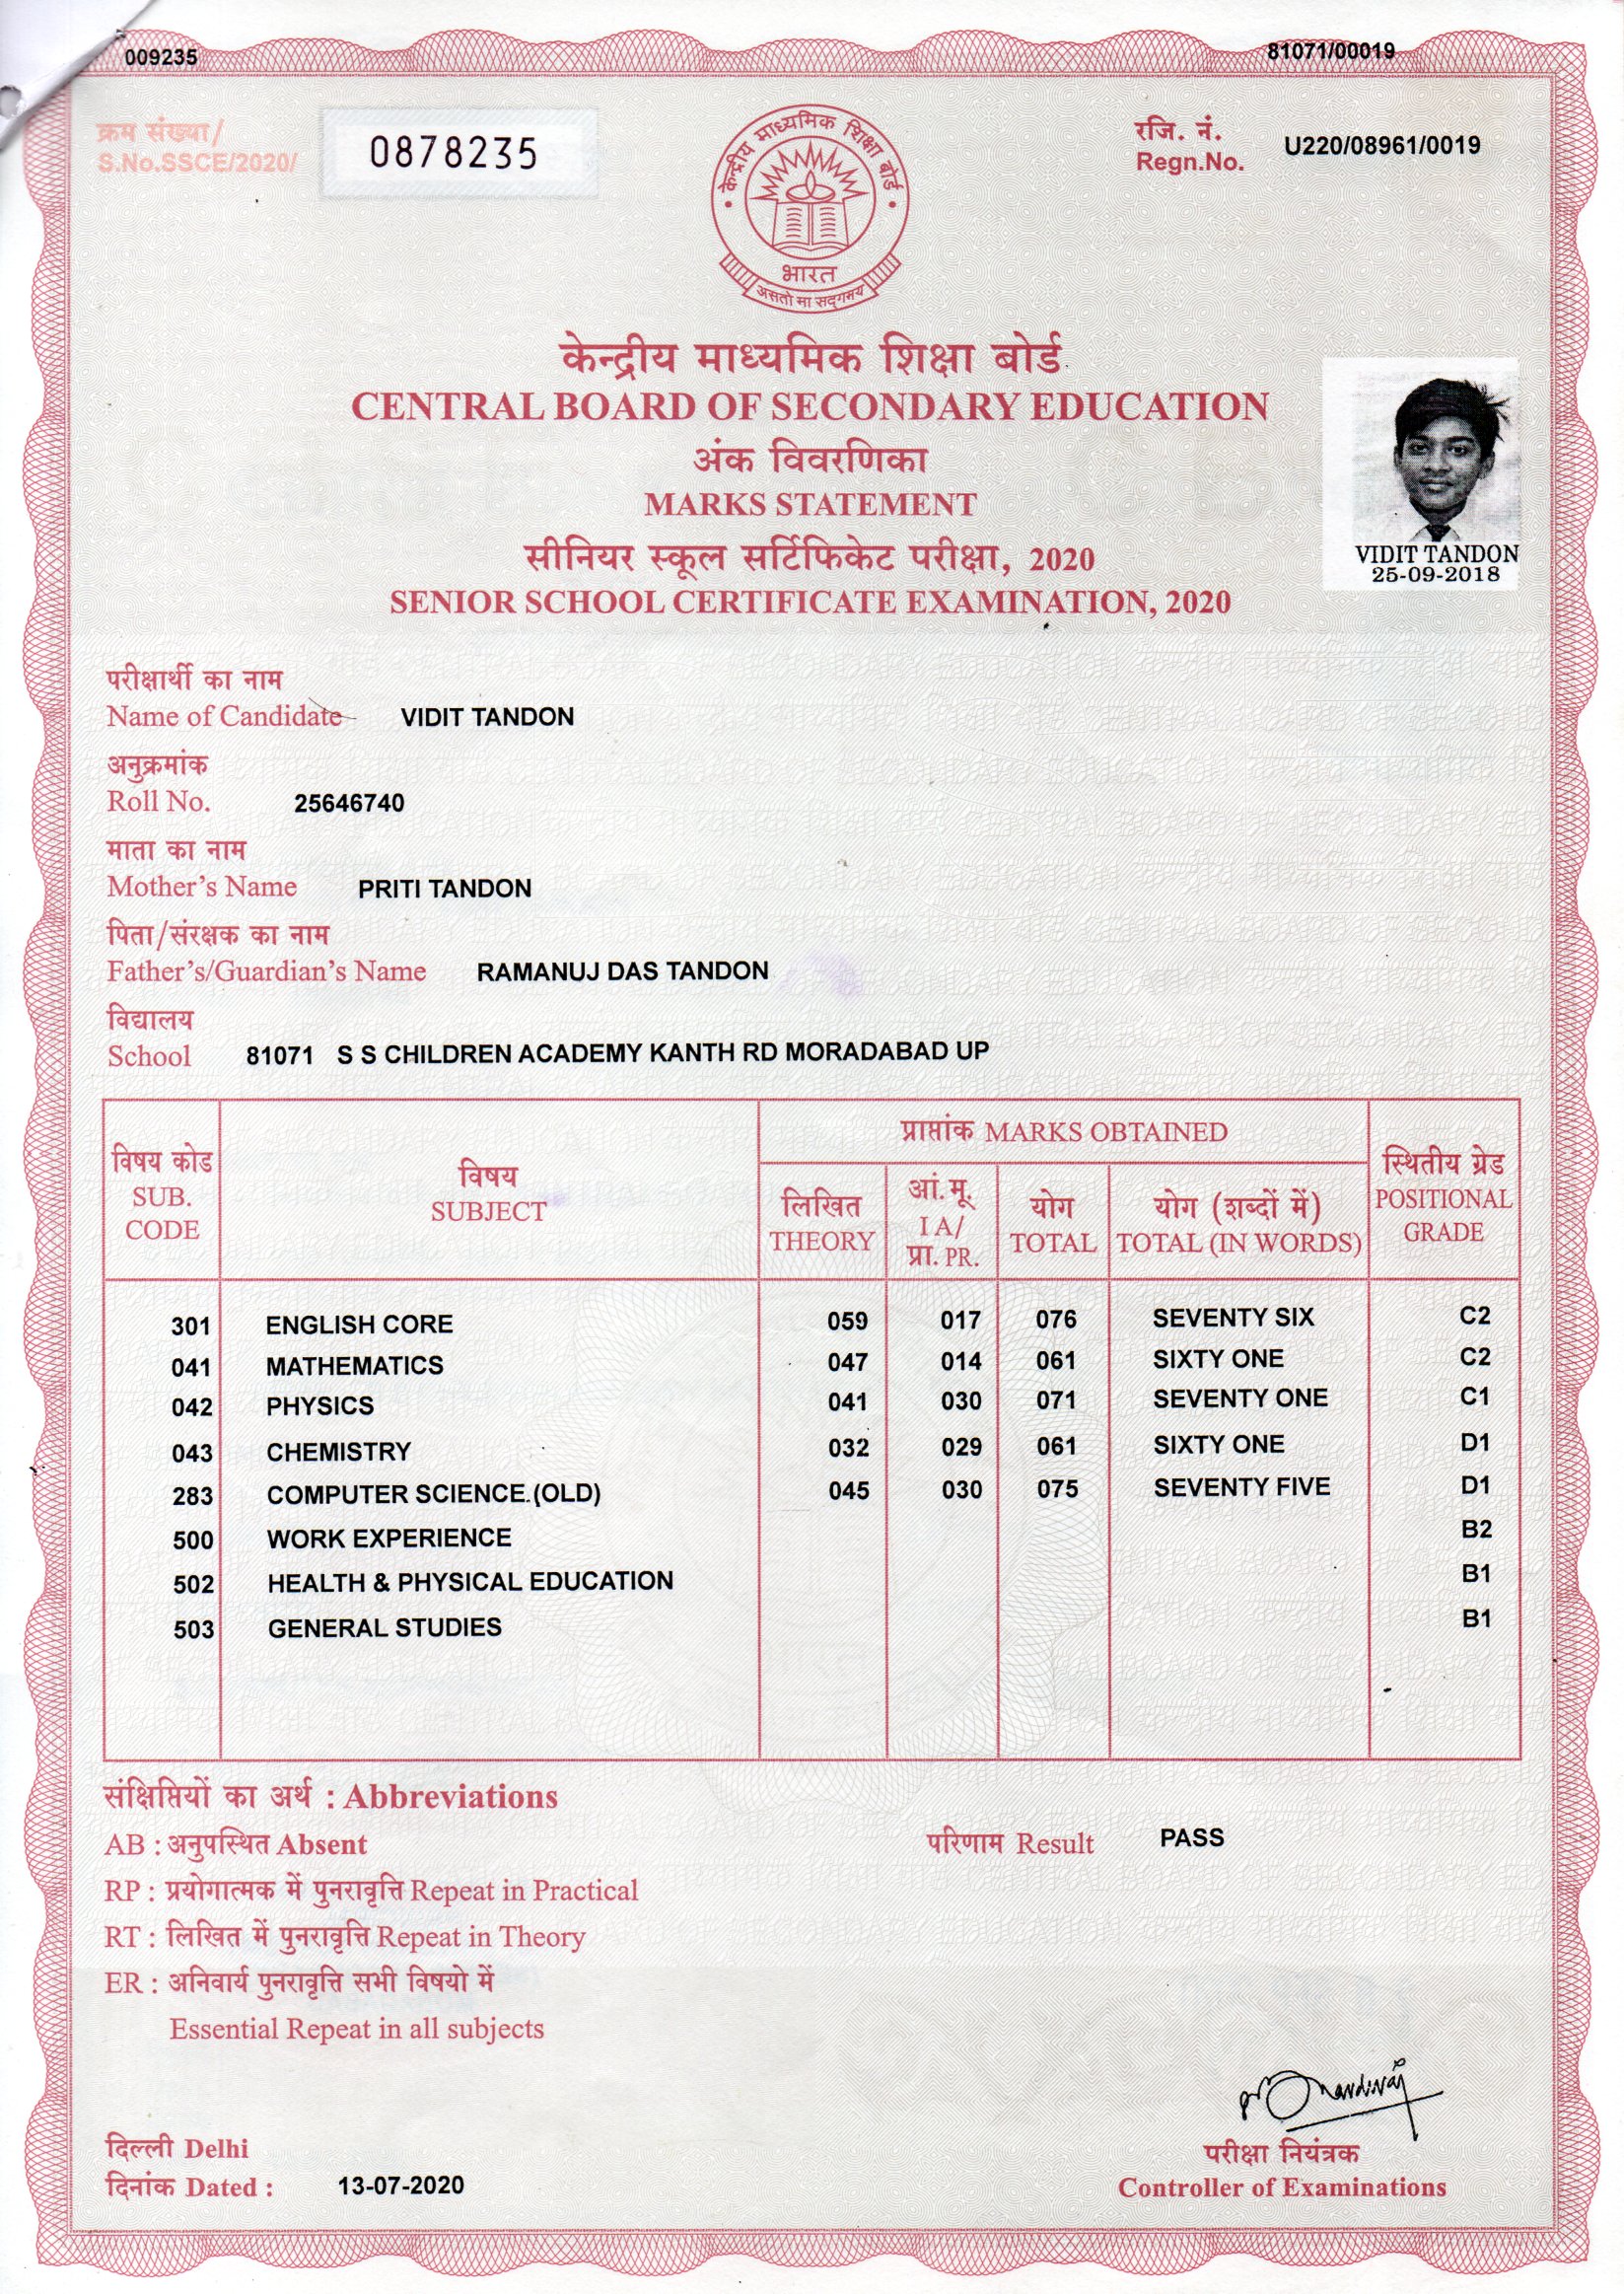 009235
81071/00019
क्रम संख्या/
S.No.SSCE/2020/
0878235
रजि. नं.
Regn.No.
U220/08961/0019
केन्द्रीय माध्यमिक शिक्षा बोर्ड
भारत
असतो मा सद्गमय
केन्द्रीय माध्यमिक शिक्षा बोर्ड
CENTRAL BOARD OF SECONDARY EDUCATION
अंक विवरणिका
MARKS STATEMENT
सीनियर स्कूल सर्टिफिकेट परीक्षा, 2020
SENIOR SCHOOL CERTIFICATE EXAMINATION, 2020
VIDIT TANDON
25-09-2018
परीक्षार्थी का नाम
Name of Candidate VIDIT TANDON
अनुक्रमांक
Roll No. 25646740
माता का नाम
Mother's Name PRITI TANDON
पिता/संरक्षक का नाम
Father's/Guardian's Name RAMANUJ DAS TANDON
विद्यालय
School 81071 S S CHILDREN ACADEMY KANTH RD MORADABAD UP
विषय कोड
SUB.
CODE
विषय
SUBJECT
प्राप्तांक MARKS OBTAINED
लिखित
THEORY
आं.मू.
I A/
प्रा. PR.
योग
TOTAL
योग (शब्दों में)
TOTAL (IN WORDS)
स्थितीय ग्रेड
POSITIONAL
GRADE
301 ENGLISH CORE 059 017 076 SEVENTY SIX C2
041 MATHEMATICS 047 014 061 SIXTY ONE C2
042 PHYSICS 041 030 071 SEVENTY ONE C1
043 CHEMISTRY 032 029 061 SIXTY ONE D1
283 COMPUTER SCIENCE (OLD) 045 030 075 SEVENTY FIVE D1
500 WORK EXPERIENCE B2
502 HEALTH & PHYSICAL EDUCATION B1
503 GENERAL STUDIES B1
संक्षिप्तियों का अर्थ : Abbreviations
AB : अनुपस्थित Absent
परिणाम Result PASS
RP : प्रयोगात्मक में पुनरावृत्ति Repeat in Practical
RT : लिखित में पुनरावृत्ति Repeat in Theory
ER : अनिवार्य पुनरावृत्ति सभी विषयो में
Essential Repeat in all subjects
दिल्ली Delhi
दिनांक Dated : 13-07-2020
परीक्षा नियंत्रक
Controller of Examinations